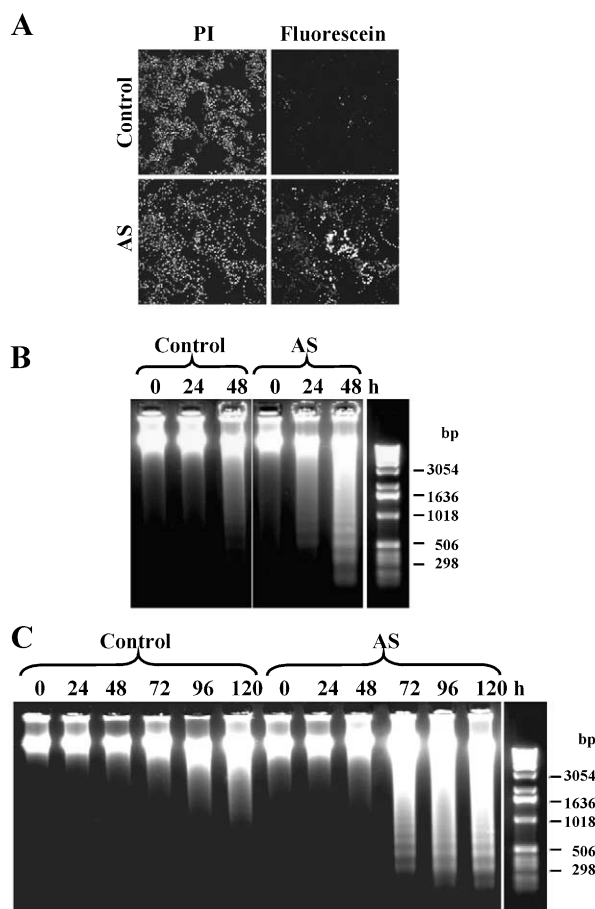 A
PI Fluorescein
Control
AS
B
Control AS
0 24 48 0 24 48 h
bp
3054
1636
1018
506
298
C
Control AS
0 24 48 72 96 120 0 24 48 72 96 120 h
bp
3054
1636
1018
506
298